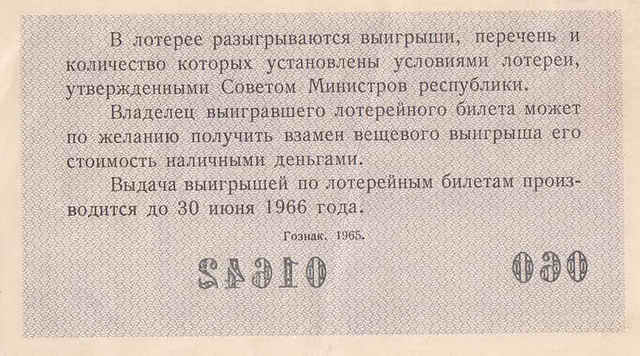 В лотерее разыгрываются выигрыши, перечень и
количество которых установлены условиями лотереи,
утвержденными Советом Министров республики.
Владелец выигравшего лотерейного билета может
по желанию получить взамен вещевого выигрыша его
стоимость наличными деньгами.
Выдача выигрышей по лотерейным билетам произ-
водится до 30 июня 1966 года.
Гознак. 1965.
01642 060